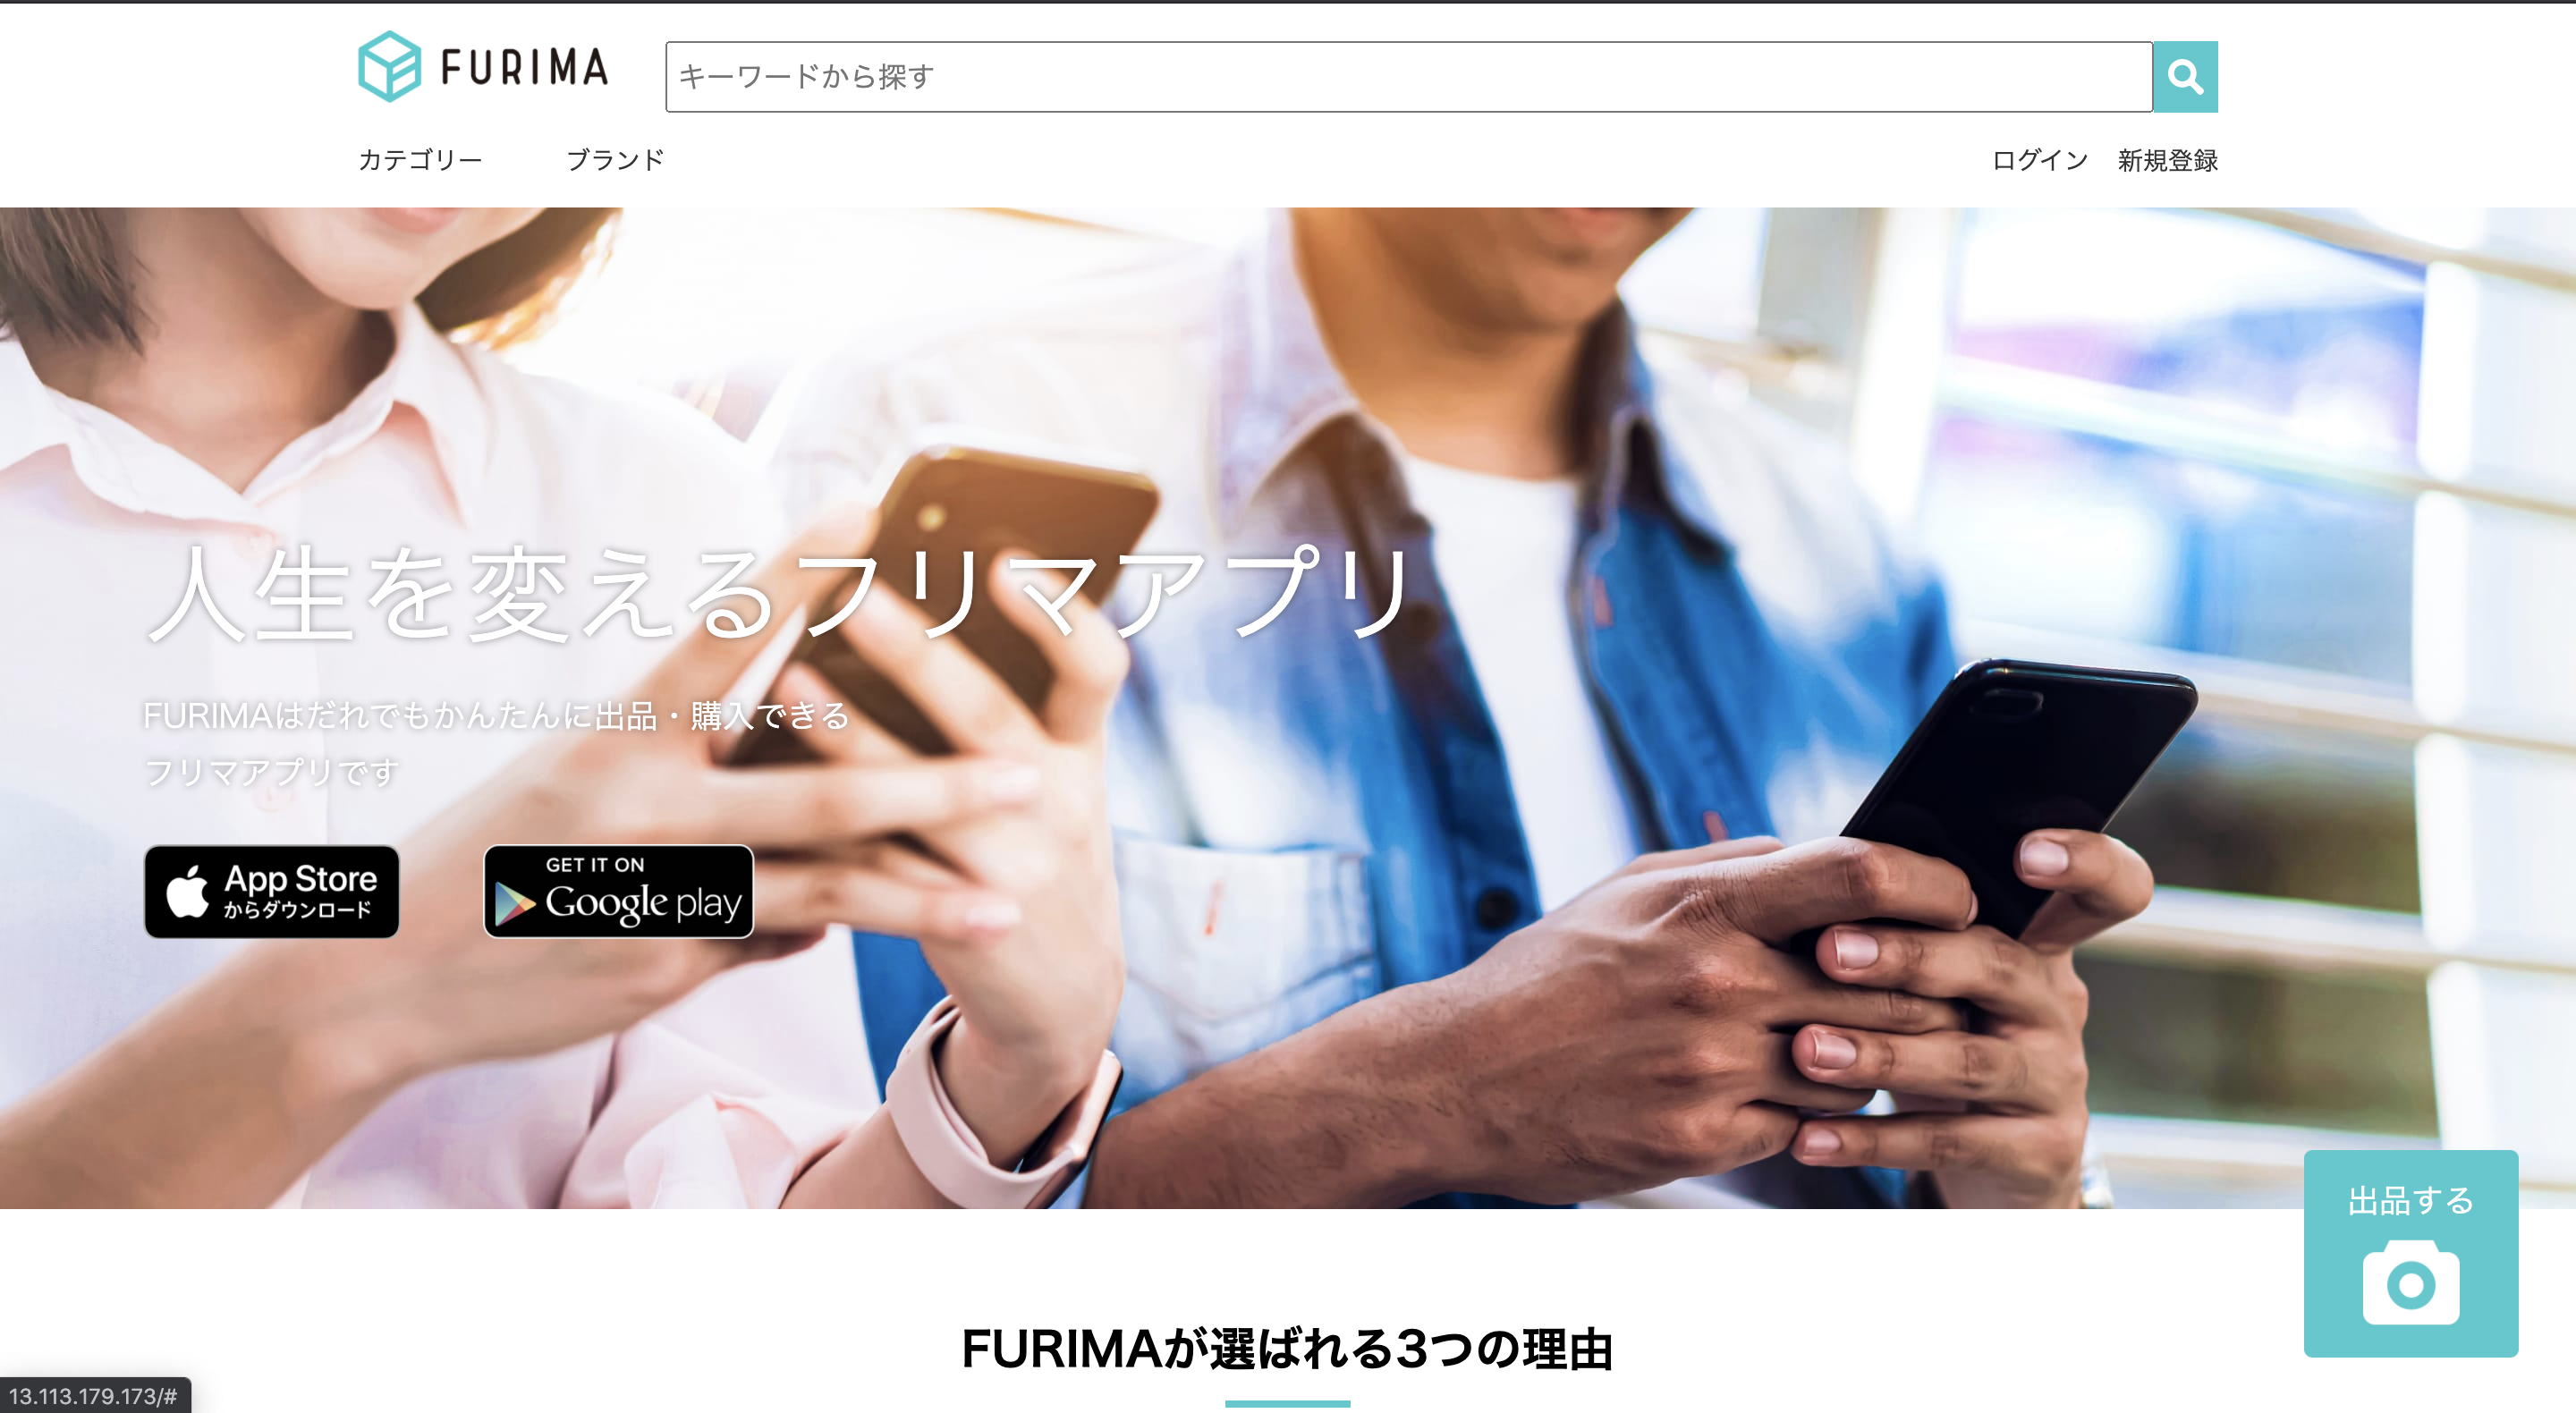 FURIMA
キーワードから探す
カテゴリー ブランド ログイン 新規登録
人生を変えるフリマアプリ
FURIMAはだれでもかんたんに出品・購入できる
フリマアプリです
App Store
からダウンロード
GET IT ON
Google play
出品する
FURIMAが選ばれる3つの理由
13.113.179.173/#